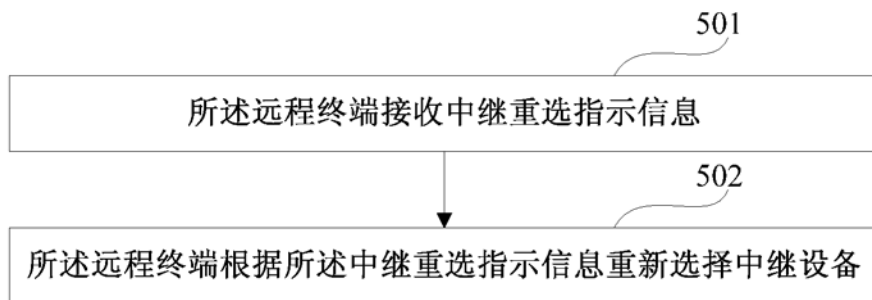 501
所述远程终端接收中继重选指示信息
502
所述远程终端根据所述中继重选指示信息重新选择中继设备